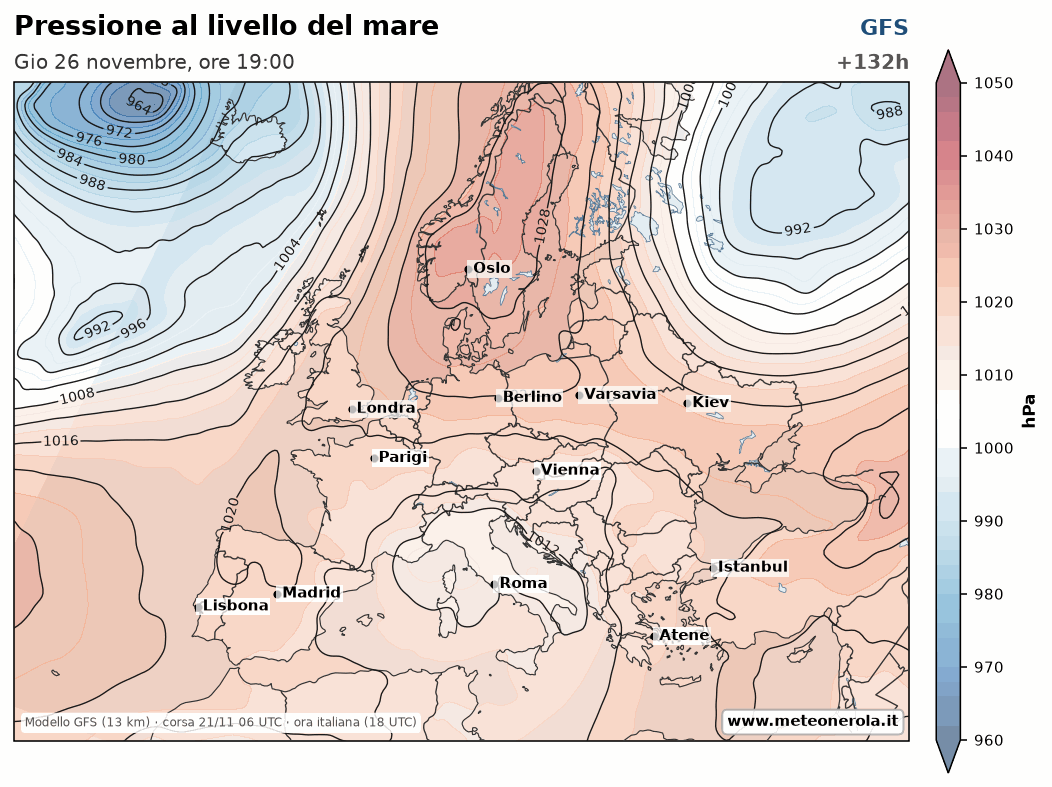 Pressione al livello del mare
GFS
Gio 26 novembre, ore 19:00
+132h
964
972
976
980
984
988
1004
992
996
1008
1016
1020
1028
1012
988
992
100
100
1
Oslo
Londra
Berlino
Varsavia
Kiev
Parigi
Vienna
Istanbul
Roma
Madrid
Lisbona
Atene
1050
1040
1030
1020
1010
1000
990
980
970
960
hPa
Modello GFS (13 km) · corsa 21/11 06 UTC · ora italiana (18 UTC)
www.meteonerola.it